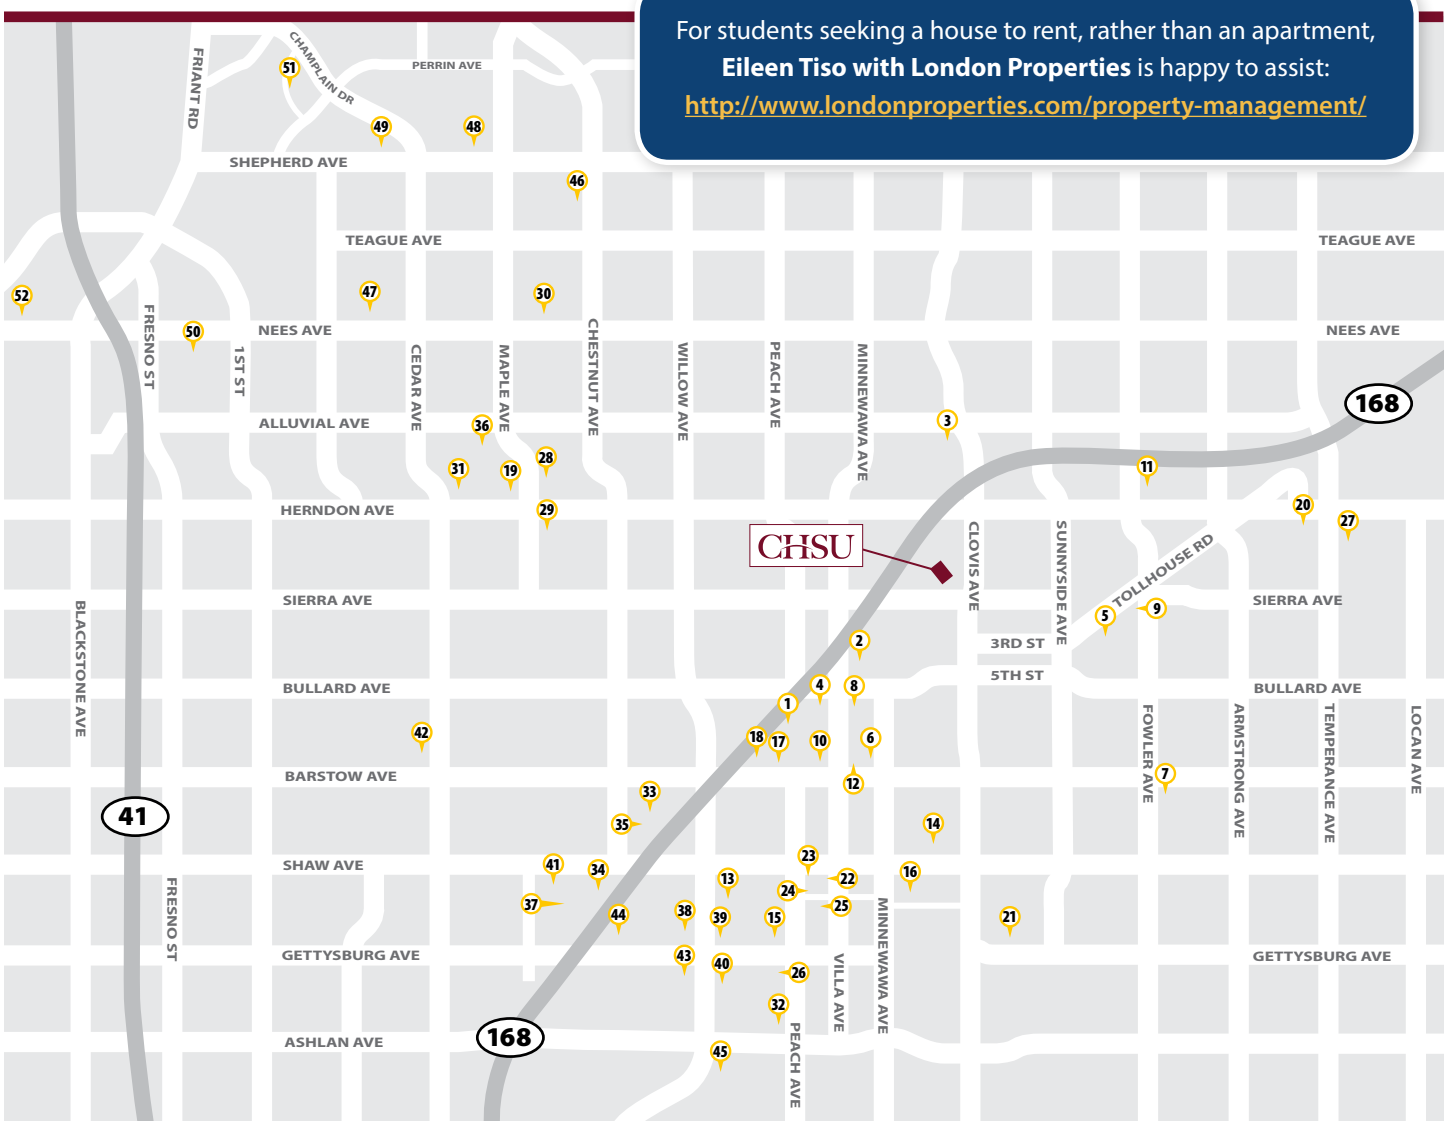 For students seeking a house to rent, rather than an apartment,
Eileen Tiso with London Properties is happy to assist:
http://www.londonproperties.com/property-management/
FRIANT RD
CHAMPLAIN DR
PERRIN AVE
51
49
48
SHEPHERD AVE
46
TEAGUE AVE
TEAGUE AVE
52
47
30
FRESNO ST
50
NEES AVE
NEES AVE
1ST ST
CEDAR AVE
MAPLE AVE
CHESTNUT AVE
WILLOW AVE
PEACH AVE
MINNEWAWA AVE
168
ALLUVIAL AVE
36
3
31
19
28
11
HERNDON AVE
29
20
27
CHSU
CLOVIS AVE
SUNNYSIDE AVE
TOLLHOUSE RD
BLACKSTONE AVE
SIERRA AVE
5
9
SIERRA AVE
2
3RD ST
5TH ST
BULLARD AVE
4
8
BULLARD AVE
1
42
18
17
10
6
FOWLER AVE
ARMSTRONG AVE
TEMPERANCE AVE
LOCAN AVE
BARSTOW AVE
12
7
33
41
35
14
SHAW AVE
41
34
23
13
22
16
24
FRESNO ST
37
44
38
39
15
25
21
MINNEWAWA AVE
GETTYSBURG AVE
43
40
26
VILLA AVE
GETTYSBURG AVE
32
168
ASHLAN AVE
45
PEACH AVE